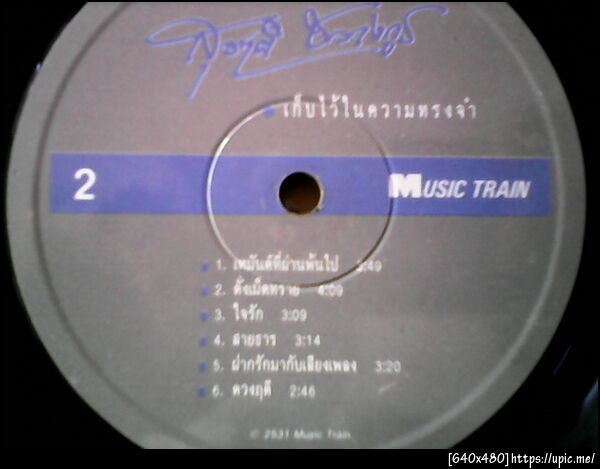 • เก็บไว้ในความทรงจำ
2
MUSIC TRAIN
1. เหมันต์ที่ผ่านพ้นไป 3:49
2. ดั่งเม็ดทราย 4:09
3. ใจรัก 3:09
4. สายธาร 3:14
5. ฝากรักมากับเสียงเพลง 3:20
6. ดวงฤดี 2:46
© 2531 Music Train
[640x480]https://upic.me/